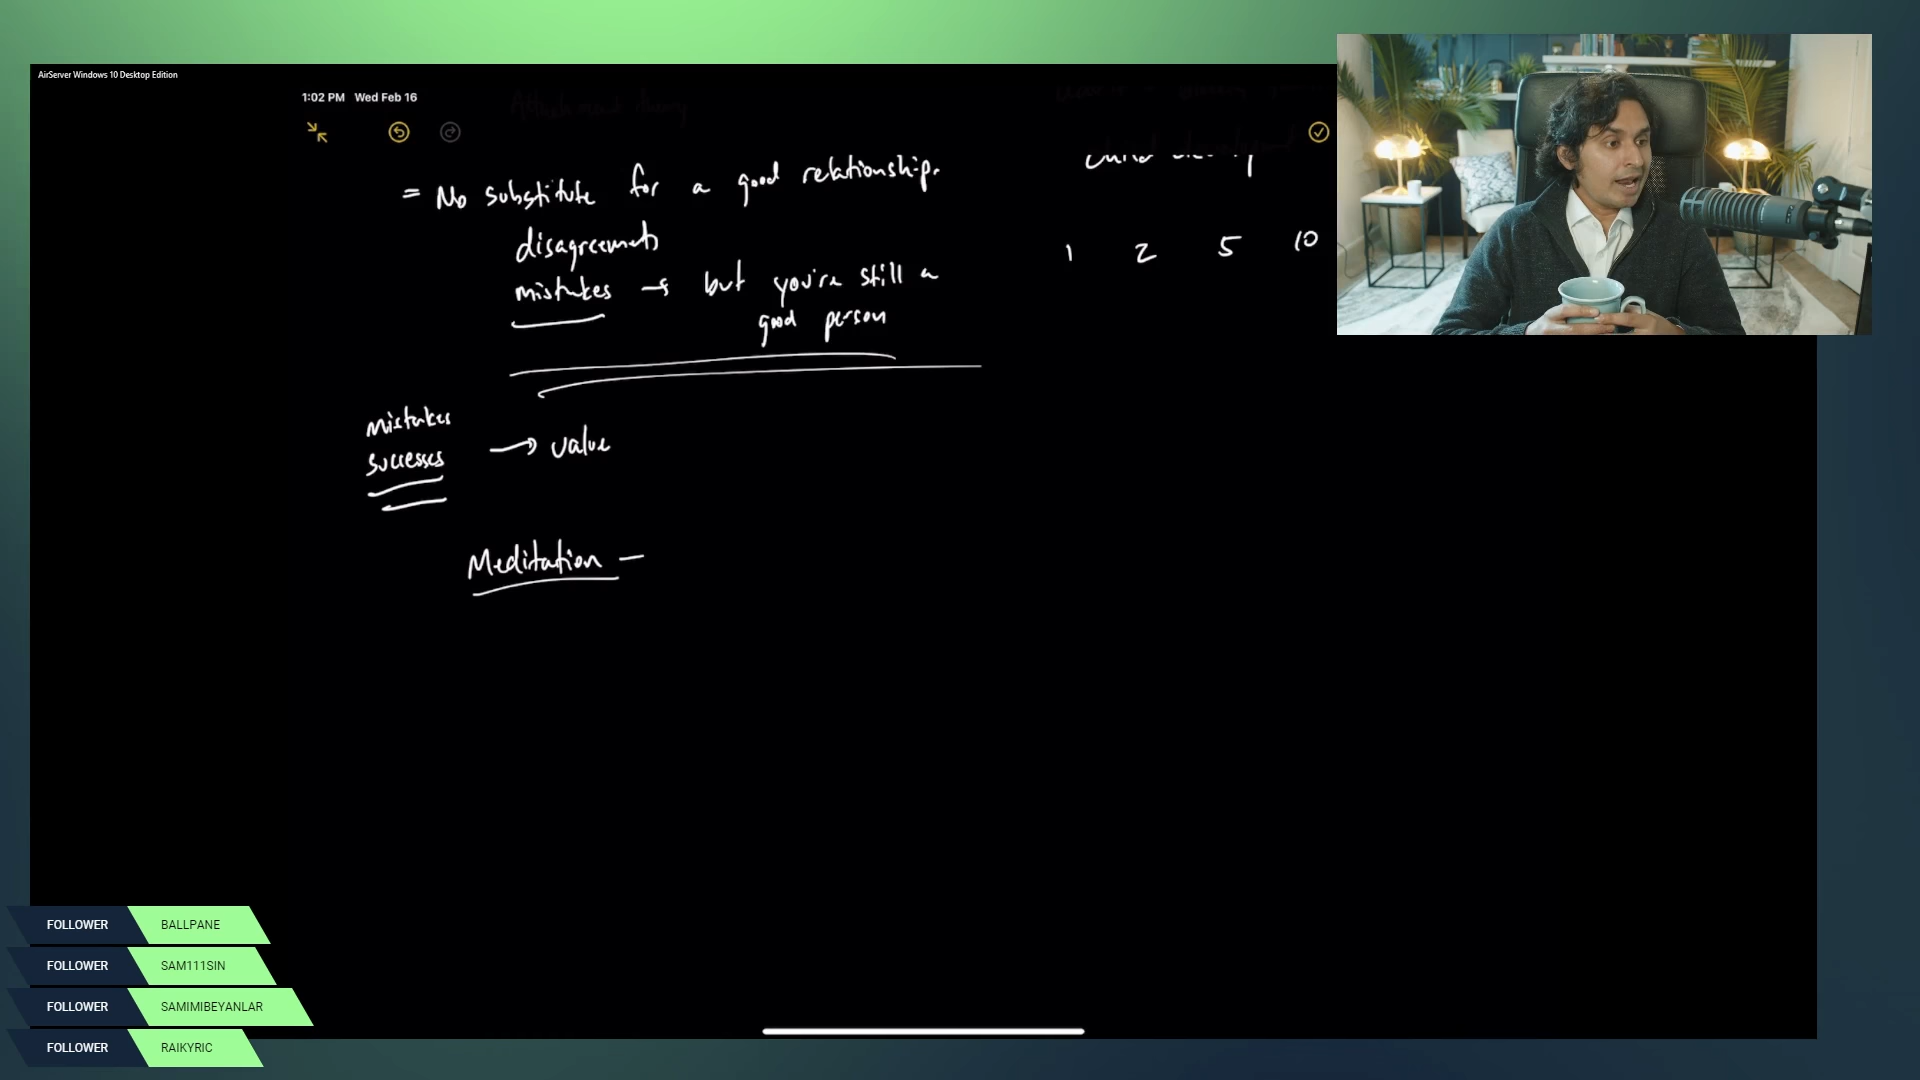 AirServer Windows 10 Desktop Edition
1:02 PM Wed Feb 16
Attachment theory
= No substitute for a good relationship.
disagreements
mistakes → but you're still a
good person
1 2 5 10
mistakes
successes → value
Meditation –
FOLLOWER BALLPANE
FOLLOWER SAM111SIN
FOLLOWER SAMIMIBEYANLAR
FOLLOWER RAIKYRIC